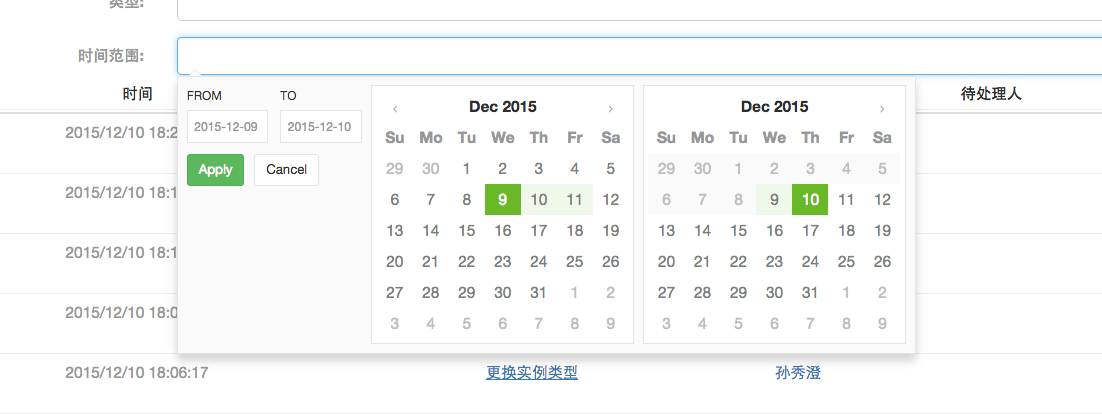 类型:
时间范围:
时间 待处理人
FROM TO
2015-12-09 2015-12-10
Apply Cancel
‹ Dec 2015 ›
Su Mo Tu We Th Fr Sa
29 30 1 2 3 4 5
6 7 8 9 10 11 12
13 14 15 16 17 18 19
20 21 22 23 24 25 26
27 28 29 30 31 1 2
3 4 5 6 7 8 9
Dec 2015 ›
Su Mo Tu We Th Fr Sa
29 30 1 2 3 4 5
6 7 8 9 10 11 12
13 14 15 16 17 18 19
20 21 22 23 24 25 26
27 28 29 30 31 1 2
3 4 5 6 7 8 9
2015/12/10 18:2
2015/12/10 18:1
2015/12/10 18:1
2015/12/10 18:0
2015/12/10 18:06:17 更换实例类型 孙秀澄